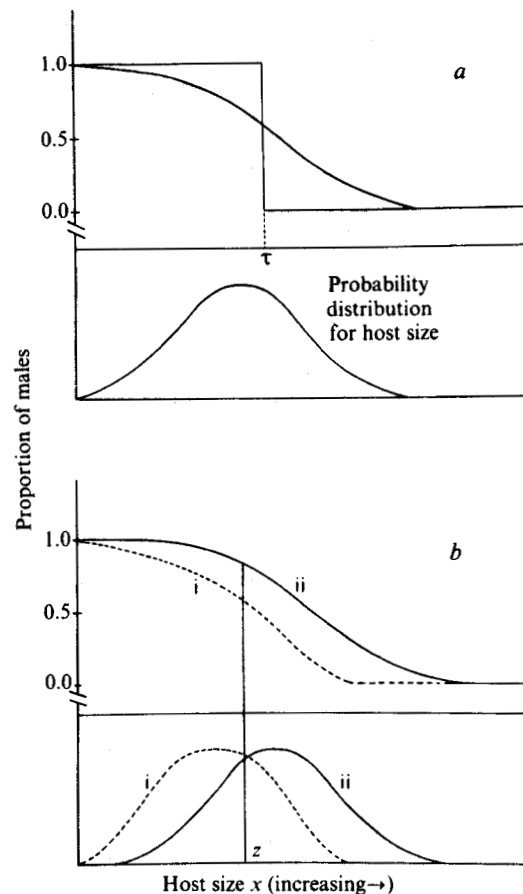 a
1.0
0.5
0.0
τ
Probability
distribution
for host size
Proportion of males
b
1.0
i
ii
0.5
0.0
i
ii
z
Host size x (increasing→)